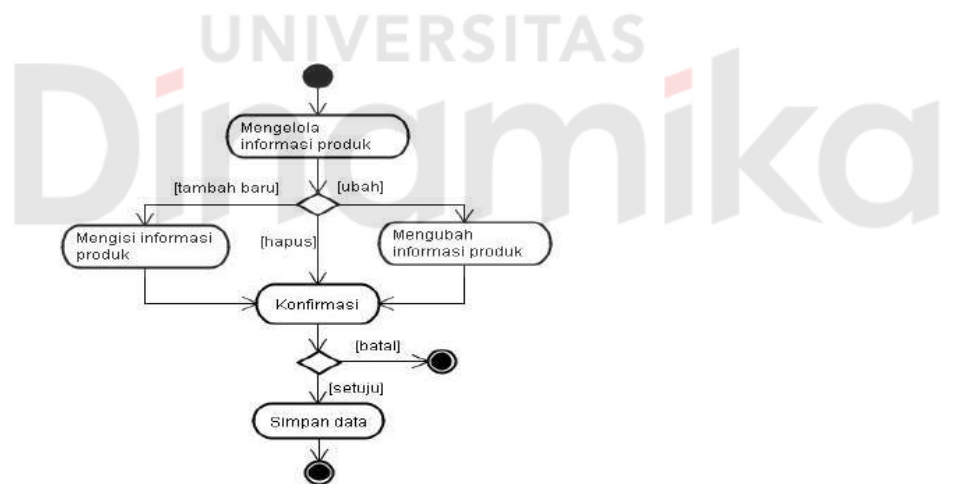 UNIVERSITAS
Dinamika
Mengelola
informasi produk
[tambah baru]
[ubah]
Mengisi informasi
produk
[hapus]
Mengubah
informasi produk
Konfirmasi
[batal]
[setuju]
Simpan data